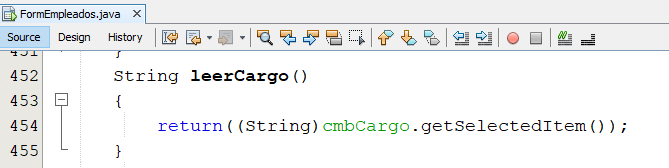 FormEmpleados.java
Source Design History
451 }
452 String leerCargo()
453 {
454 return((String)cmbCargo.getSelectedItem());
455 }